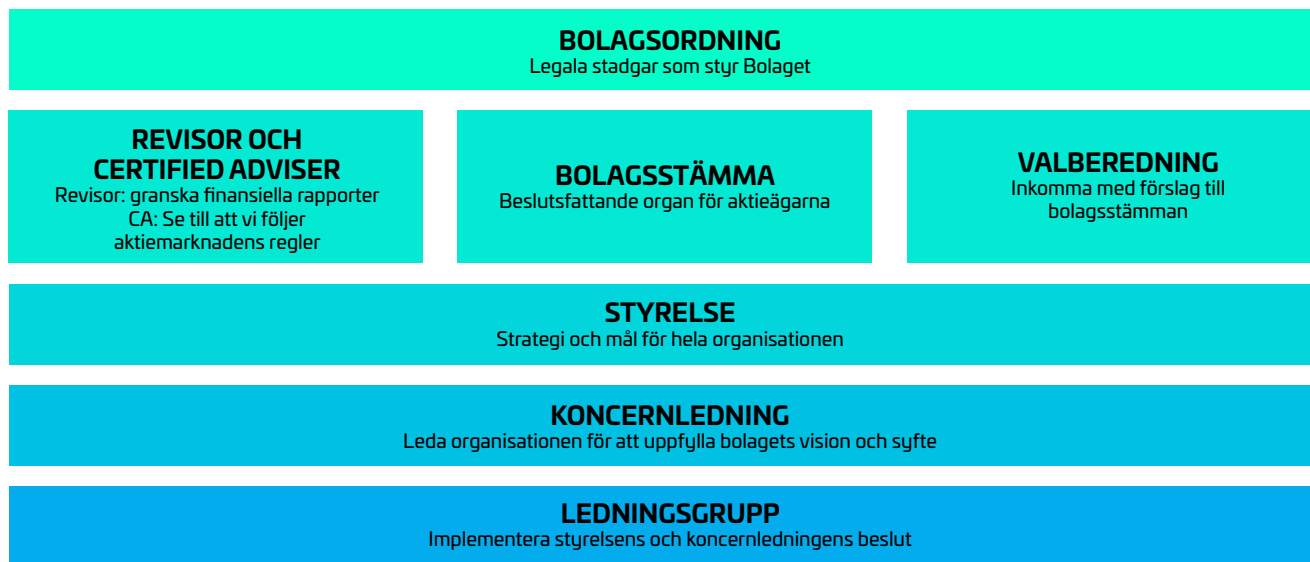 BOLAGSORDNING
Legala stadgar som styr Bolaget
REVISOR OCH
CERTIFIED ADVISER
Revisor: granska finansiella rapporter
CA: Se till att vi följer
aktiemarknadens regler
BOLAGSSTÄMMA
Beslutsfattande organ för aktieägarna
VALBEREDNING
Inkomma med förslag till
bolagsstämman
STYRELSE
Strategi och mål för hela organisationen
KONCERNLEDNING
Leda organisationen för att uppfylla bolagets vision och syfte
LEDNINGSGRUPP
Implementera styrelsens och koncernledningens beslut